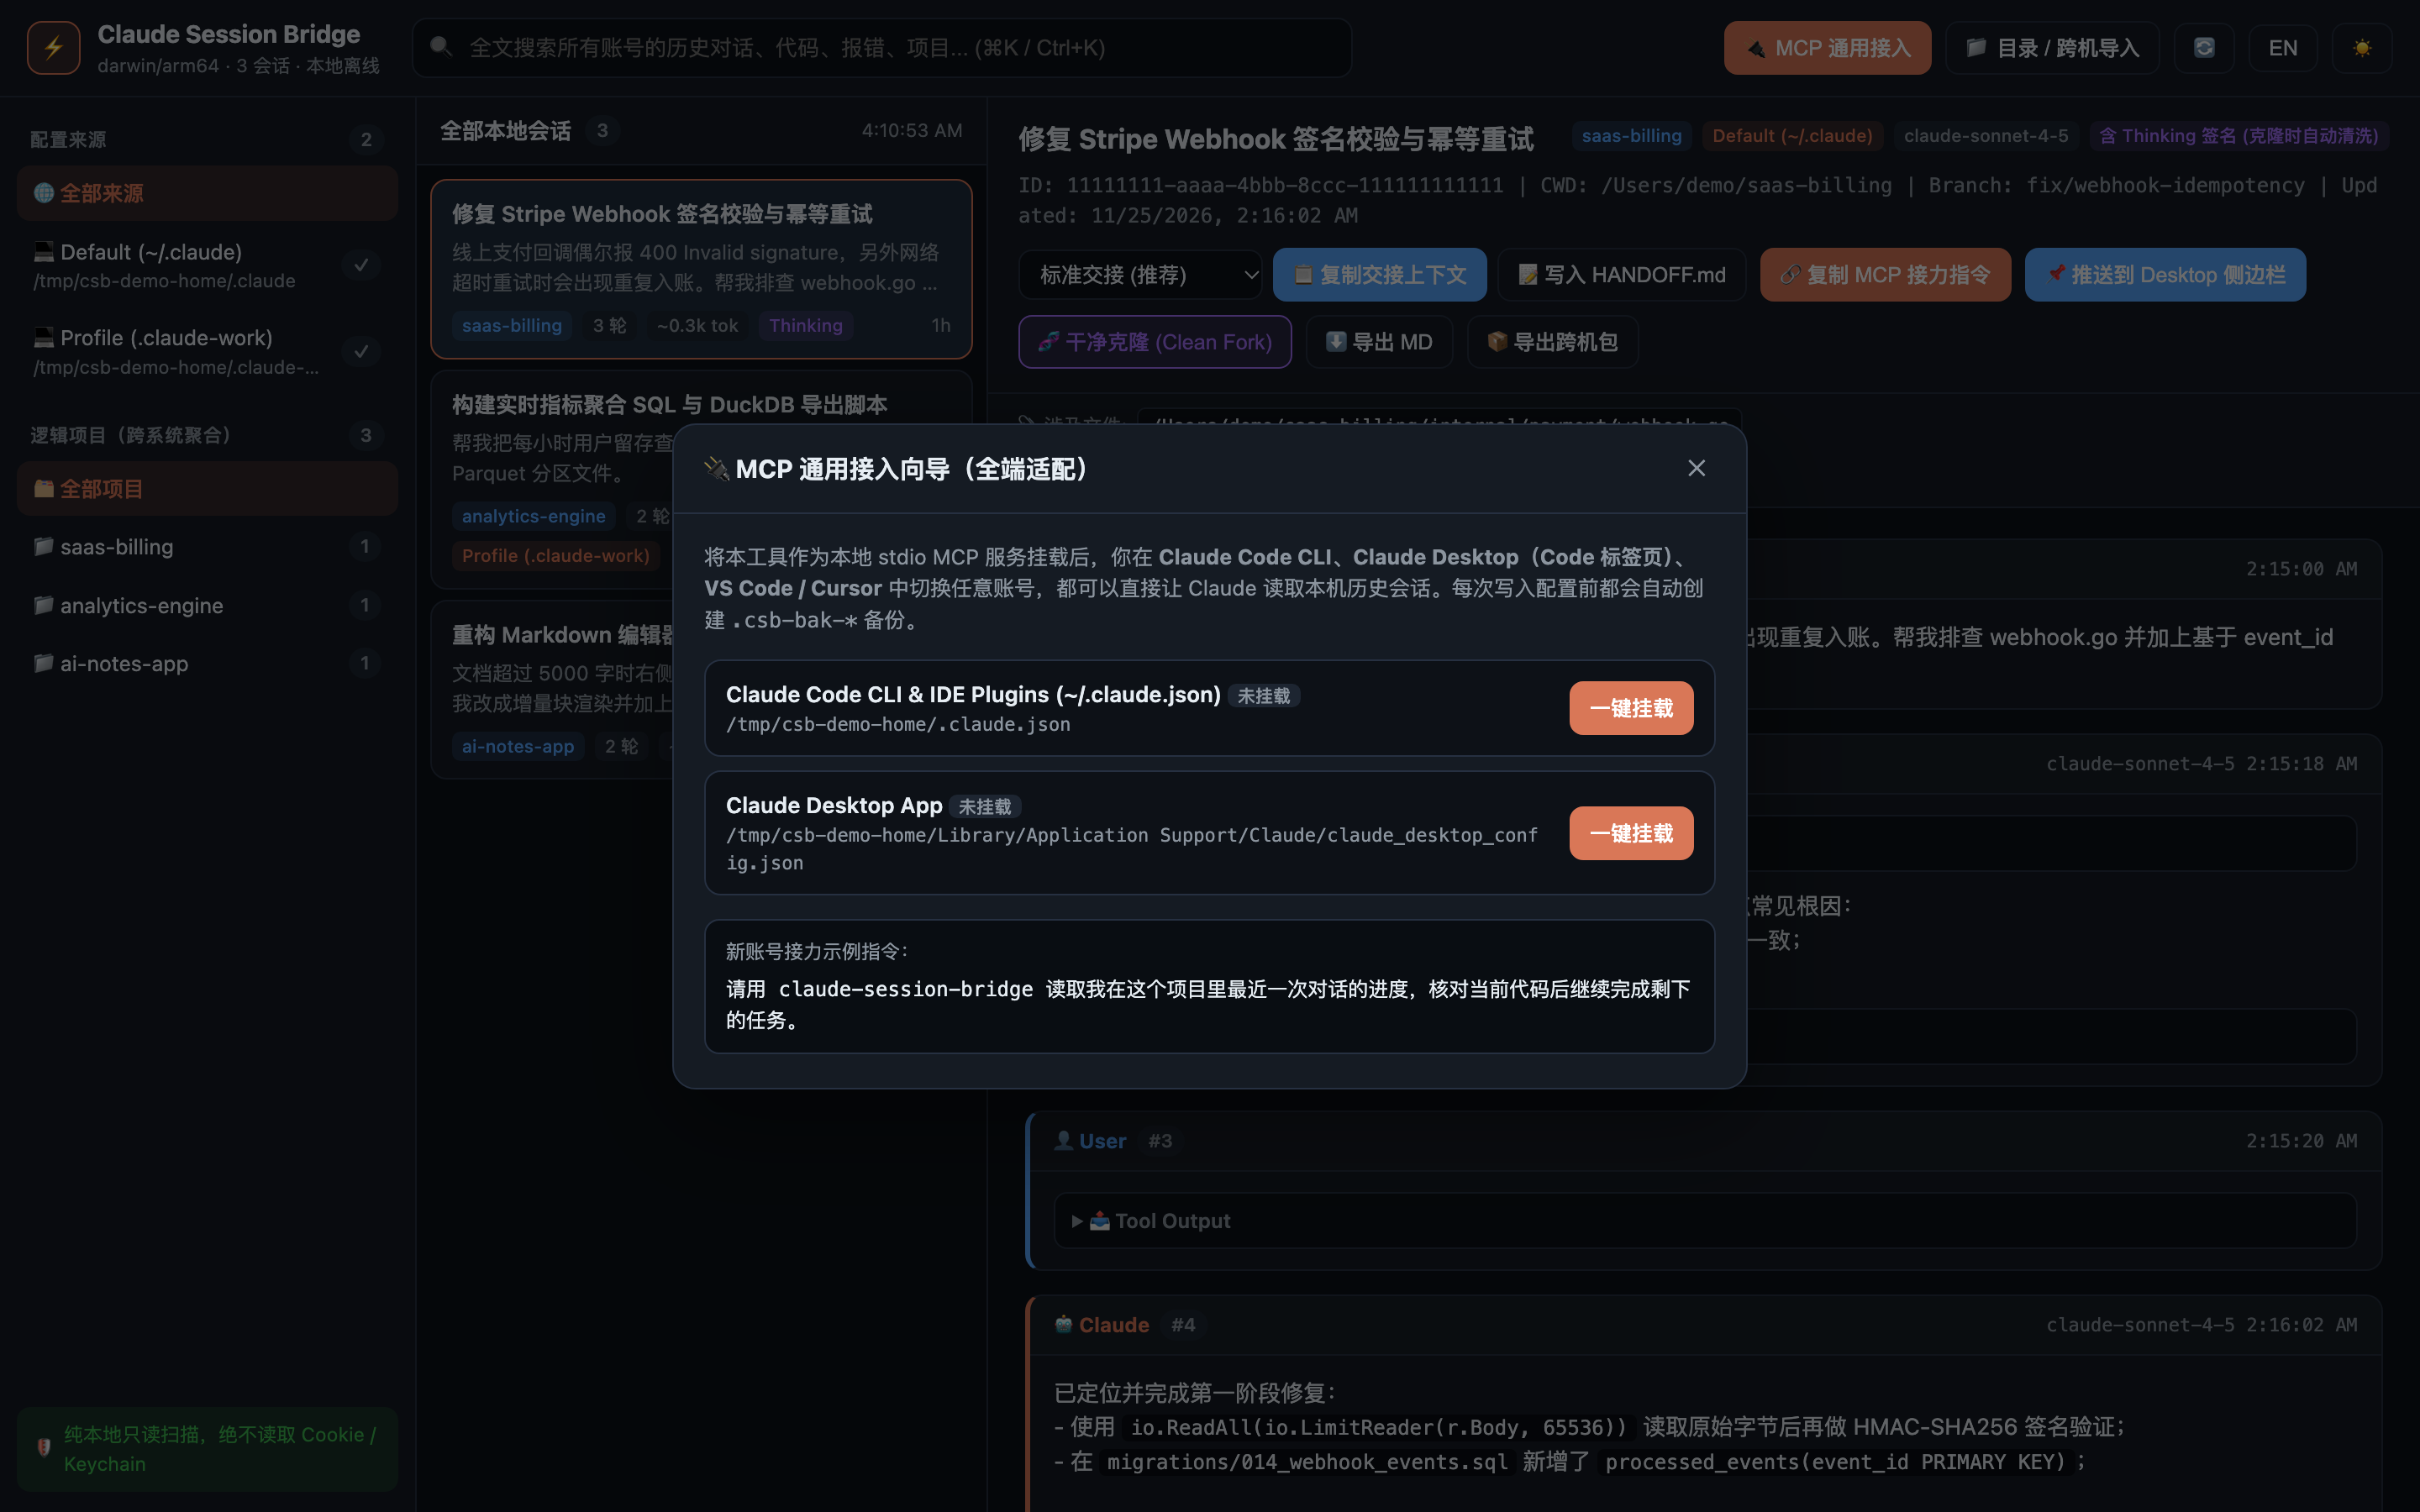 Claude Session Bridge
darwin/arm64 · 3 会话 · 本地离线
全文搜索所有账号的历史对话、代码、报错、项目... (⌘K / Ctrl+K)
MCP 通用接入
目录 / 跨机导入
EN
配置来源 2
全部来源
Default (~/.claude)
/tmp/csb-demo-home/.claude
Profile (.claude-work)
/tmp/csb-demo-home/.claude-...
逻辑项目（跨系统聚合） 3
全部项目
saas-billing 1
analytics-engine 1
ai-notes-app 1
纯本地只读扫描，绝不读取 Cookie /
Keychain
全部本地会话 3 4:10:53 AM
修复 Stripe Webhook 签名校验与幂等重试
线上支付回调偶尔报 400 Invalid signature，另外网络
超时重试时会出现重复入账。帮我排查 webhook.go ...
saas-billing 3 轮 ~0.3k tok Thinking 1h
构建实时指标聚合 SQL 与 DuckDB 导出脚本
帮我把每小时用户留存查
Parquet 分区文件。
analytics-engine 2 轮
Profile (.claude-work)
重构 Markdown 编辑器
文档超过 5000 字时右侧
我改成增量块渲染并加上
ai-notes-app 2 轮
修复 Stripe Webhook 签名校验与幂等重试 saas-billing Default (~/.claude) claude-sonnet-4-5 含 Thinking 签名 (克隆时自动清洗)
ID: 11111111-aaaa-4bbb-8ccc-111111111111 | CWD: /Users/demo/saas-billing | Branch: fix/webhook-idempotency | Upd
ated: 11/25/2026, 2:16:02 AM
标准交接 (推荐) 复制交接上下文 写入 HANDOFF.md 复制 MCP 接力指令 推送到 Desktop 侧边栏
干净克隆 (Clean Fork) 导出 MD 导出跨机包
涉及文件: /Users/demo/saas-billing/internal/payment/webhook.go
MCP 通用接入向导（全端适配）
将本工具作为本地 stdio MCP 服务挂载后，你在 Claude Code CLI、Claude Desktop（Code 标签页）、
VS Code / Cursor 中切换任意账号，都可以直接让 Claude 读取本机历史会话。每次写入配置前都会自动创
建 .csb-bak-* 备份。
Claude Code CLI & IDE Plugins (~/.claude.json) 未挂载
/tmp/csb-demo-home/.claude.json
一键挂载
Claude Desktop App 未挂载
/tmp/csb-demo-home/Library/Application Support/Claude/claude_desktop_conf
ig.json
一键挂载
新账号接力示例指令：
请用 claude-session-bridge 读取我在这个项目里最近一次对话的进度，核对当前代码后继续完成剩下
的任务。
2:15:00 AM
出现重复入账。帮我排查 webhook.go 并加上基于 event_id
claude-sonnet-4-5 2:15:18 AM
常见根因：
一致；
User #3 2:15:20 AM
Tool Output
Claude #4 claude-sonnet-4-5 2:16:02 AM
已定位并完成第一阶段修复：
- 使用 io.ReadAll(io.LimitReader(r.Body, 65536)) 读取原始字节后再做 HMAC-SHA256 签名验证；
- 在 migrations/014_webhook_events.sql 新增了 processed_events(event_id PRIMARY KEY)；